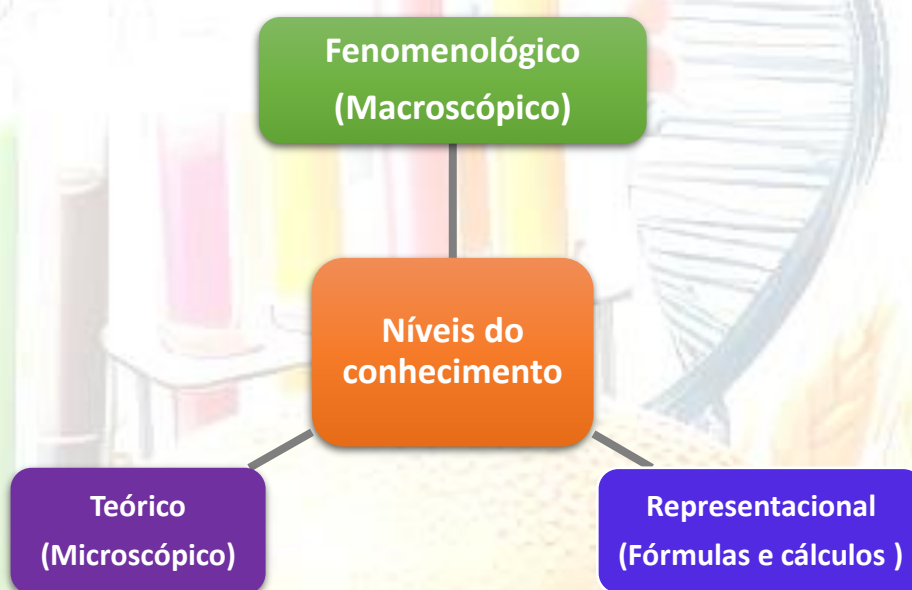 Fenomenológico
(Macroscópico)
Níveis do
conhecimento
Teórico
(Microscópico)
Representacional
(Fórmulas e cálculos )